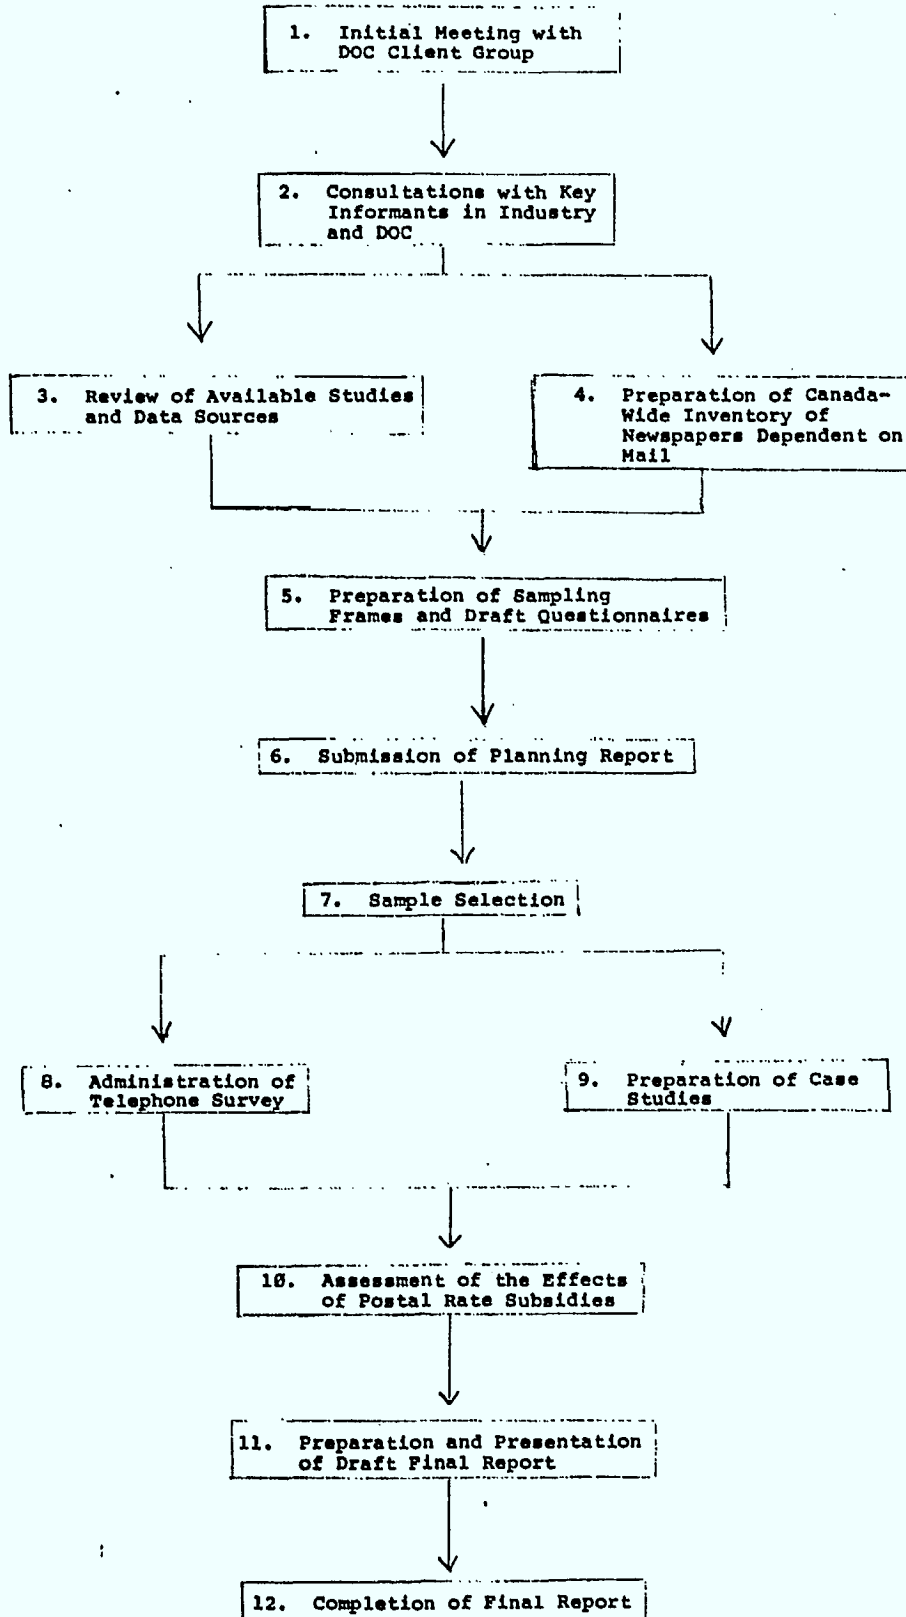 1. Initial Meeting with
DOC Client Group
2. Consultations with Key
Informants in Industry
and DOC
3. Review of Available Studies
and Data Sources
4. Preparation of Canada-
Wide Inventory of
Newspapers Dependent on
Mail
5. Preparation of Sampling
Frames and Draft Questionnaires
6. Submission of Planning Report
7. Sample Selection
8. Administration of
Telephone Survey
9. Preparation of Case
Studies
10. Assessment of the Effects
of Postal Rate Subsidies
11. Preparation and Presentation
of Draft Final Report
12. Completion of Final Report